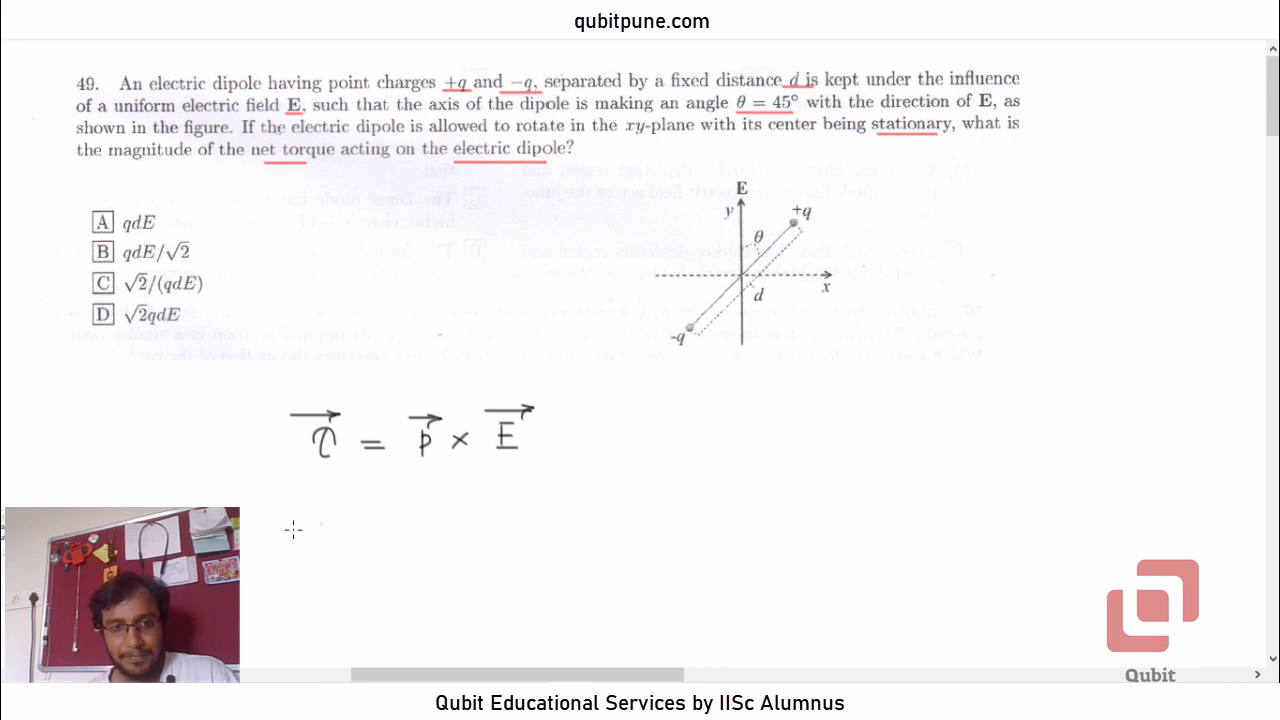 qubitpune.com
49. An electric dipole having point charges +q and −q, separated by a fixed distance d is kept under the influence
of a uniform electric field E, such that the axis of the dipole is making an angle θ = 45° with the direction of E, as
shown in the figure. If the electric dipole is allowed to rotate in the xy-plane with its center being stationary, what is
the magnitude of the net torque acting on the electric dipole?
A qdE
B qdE/√2
C √2/(qdE)
D √2qdE
E
y
+q
θ
x
d
-q
τ⃗ = p⃗ × E⃗
Qubit
Qubit Educational Services by IISc Alumnus